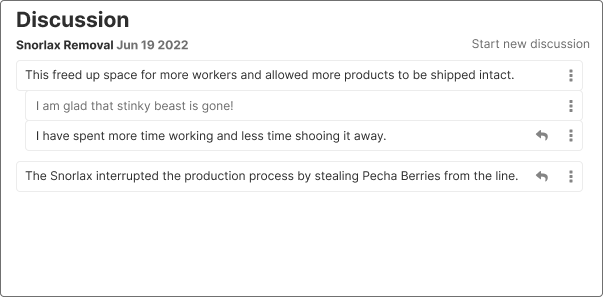 Discussion
Snorlax Removal Jun 19 2022
Start new discussion
This freed up space for more workers and allowed more products to be shipped intact.
I am glad that stinky beast is gone!
I have spent more time working and less time shooing it away.
The Snorlax interrupted the production process by stealing Pecha Berries from the line.